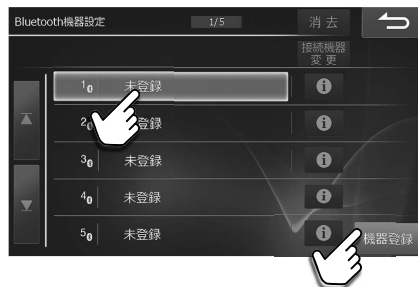 Bluetooth機器設定 1/5 消去
接続機器
変更
1 未登録
2 未登録
3 未登録
4 未登録
5 未登録
機器登録